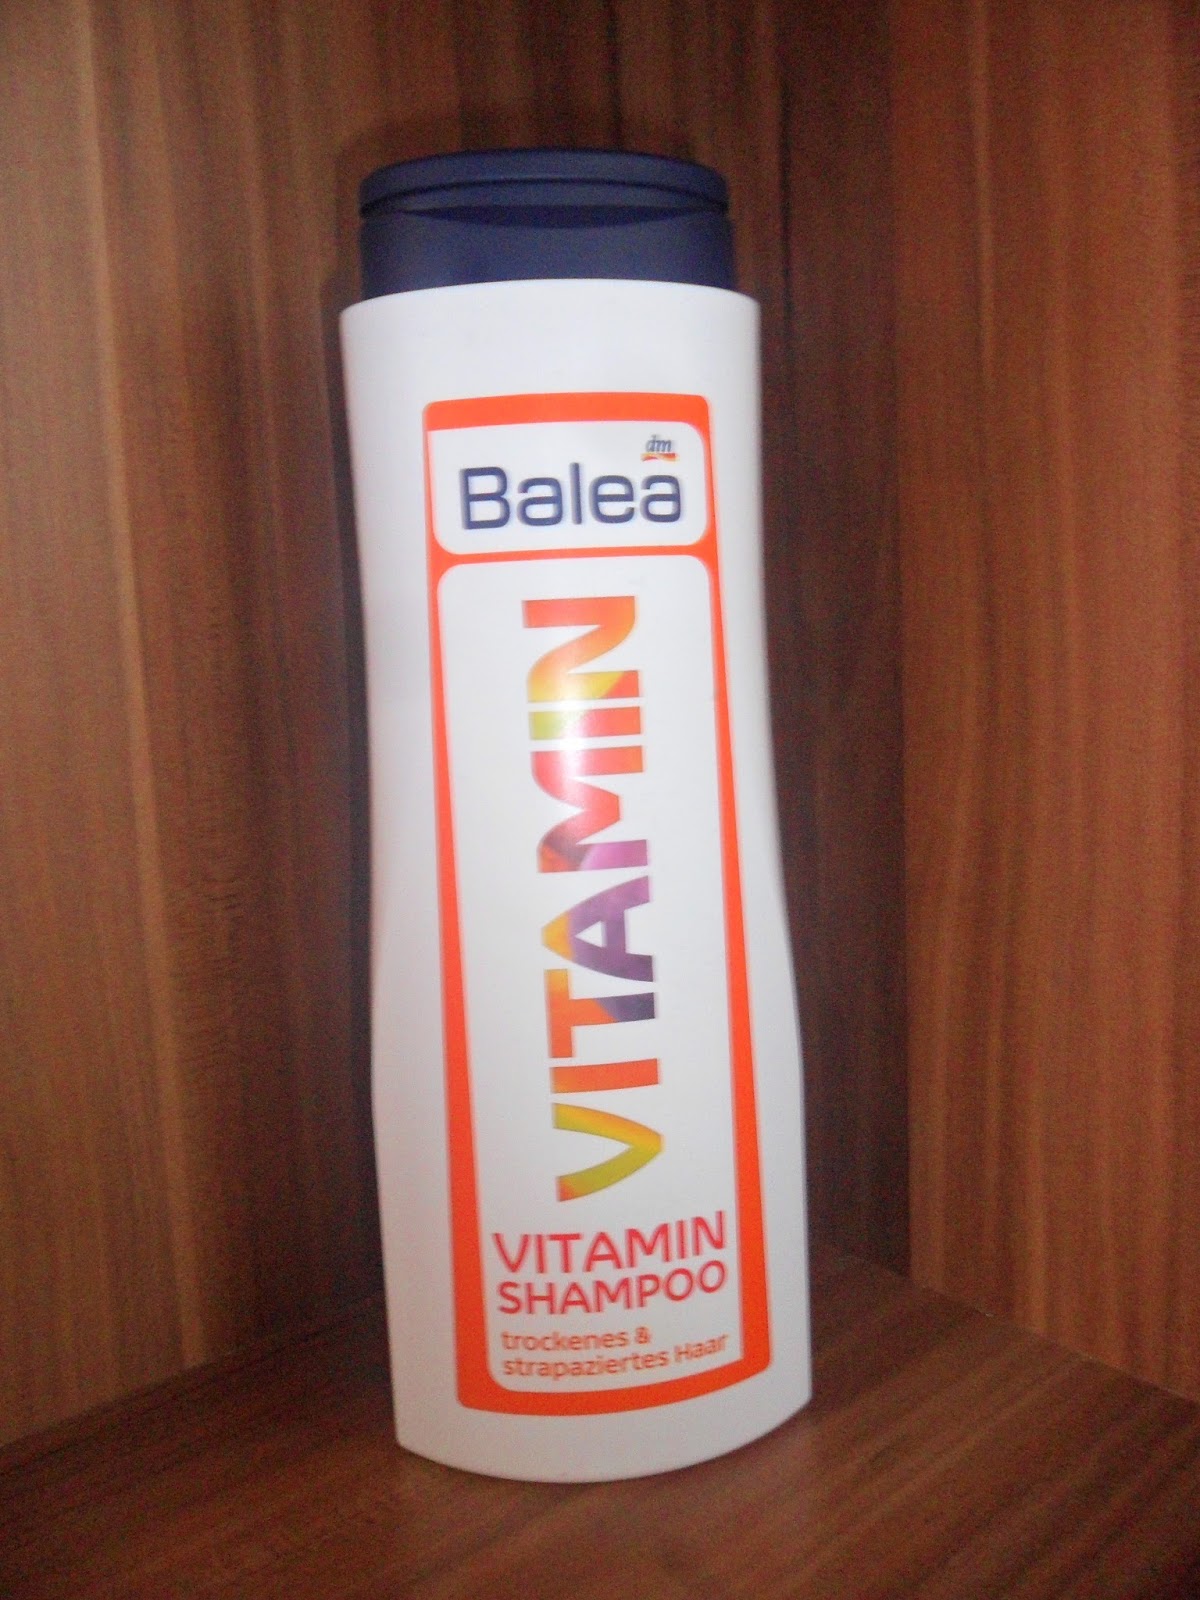 dm
Balea
VITAMIN
VITAMIN
SHAMPOO
trockenes &
strapaziertes Haar